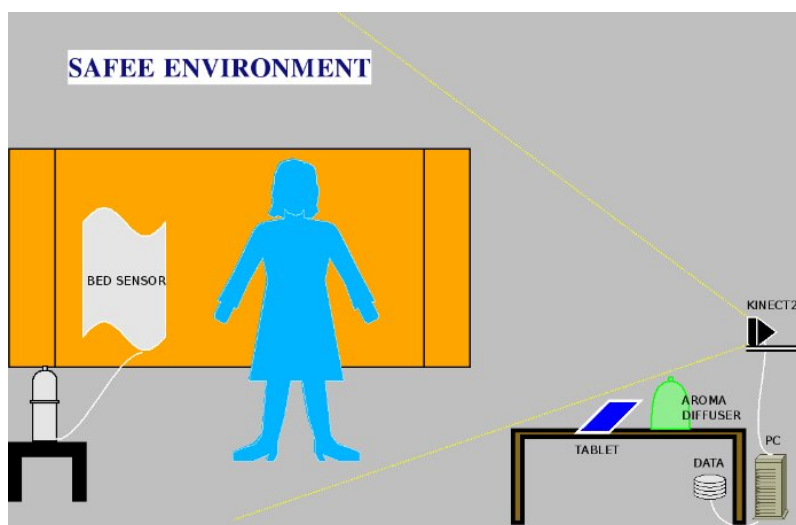 SAFEE ENVIRONMENT
BED SENSOR
KINECT2
AROMA
DIFFUSER
TABLET
DATA
PC